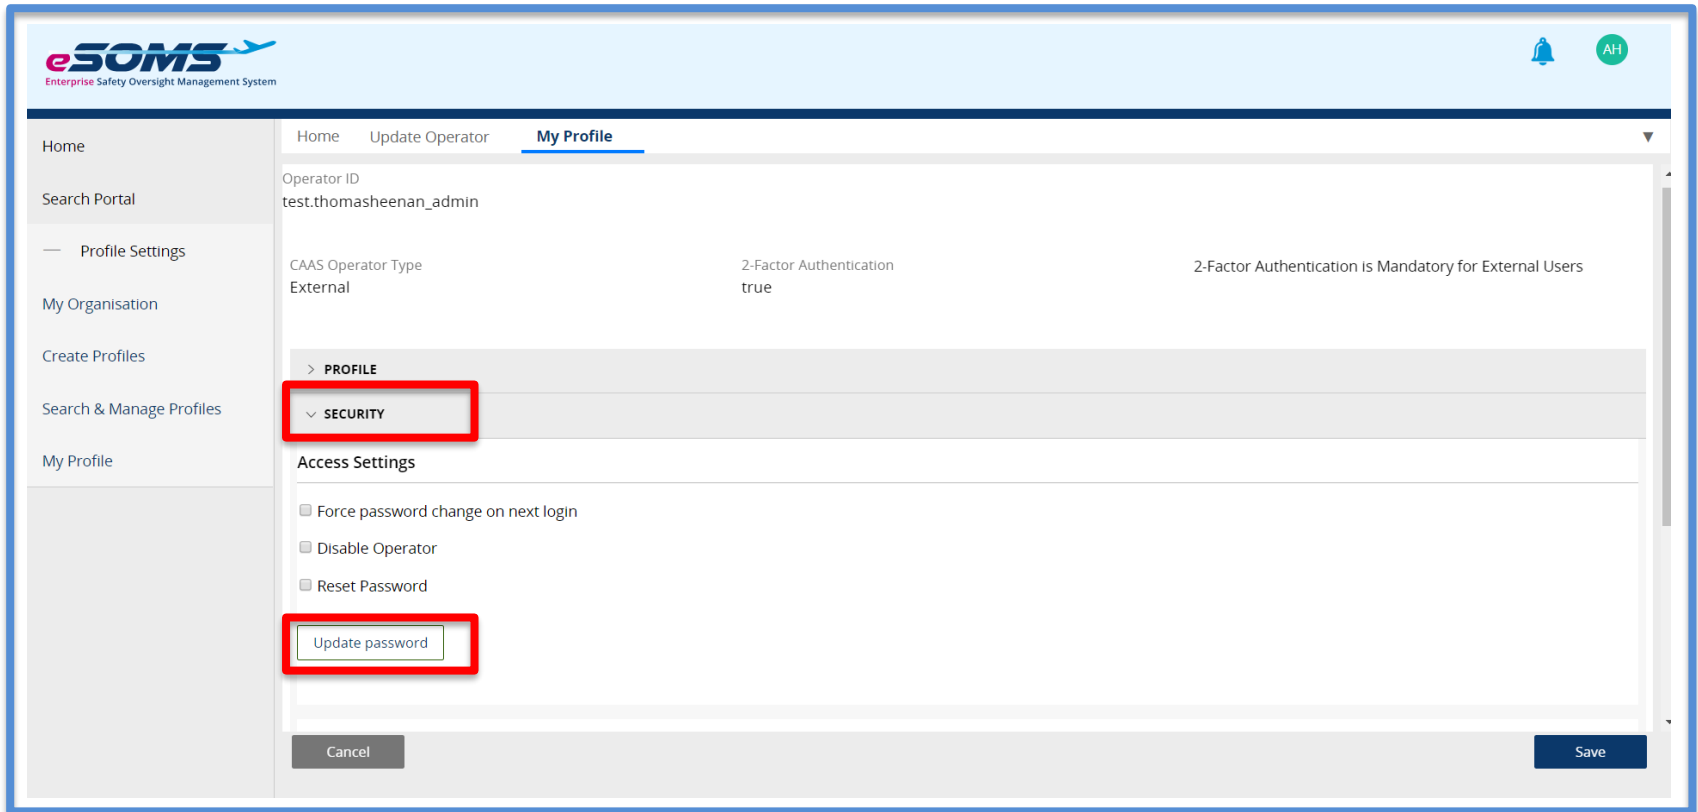 eSOMS
Enterprise Safety Oversight Management System
AH
Home
Search Portal
Profile Settings
My Organisation
Create Profiles
Search & Manage Profiles
My Profile
Home Update Operator My Profile
Operator ID
test.thomasheenan_admin
CAAS Operator Type 2-Factor Authentication 2-Factor Authentication is Mandatory for External Users
External true
PROFILE
SECURITY
Access Settings
Force password change on next login
Disable Operator
Reset Password
Update password
Cancel Save